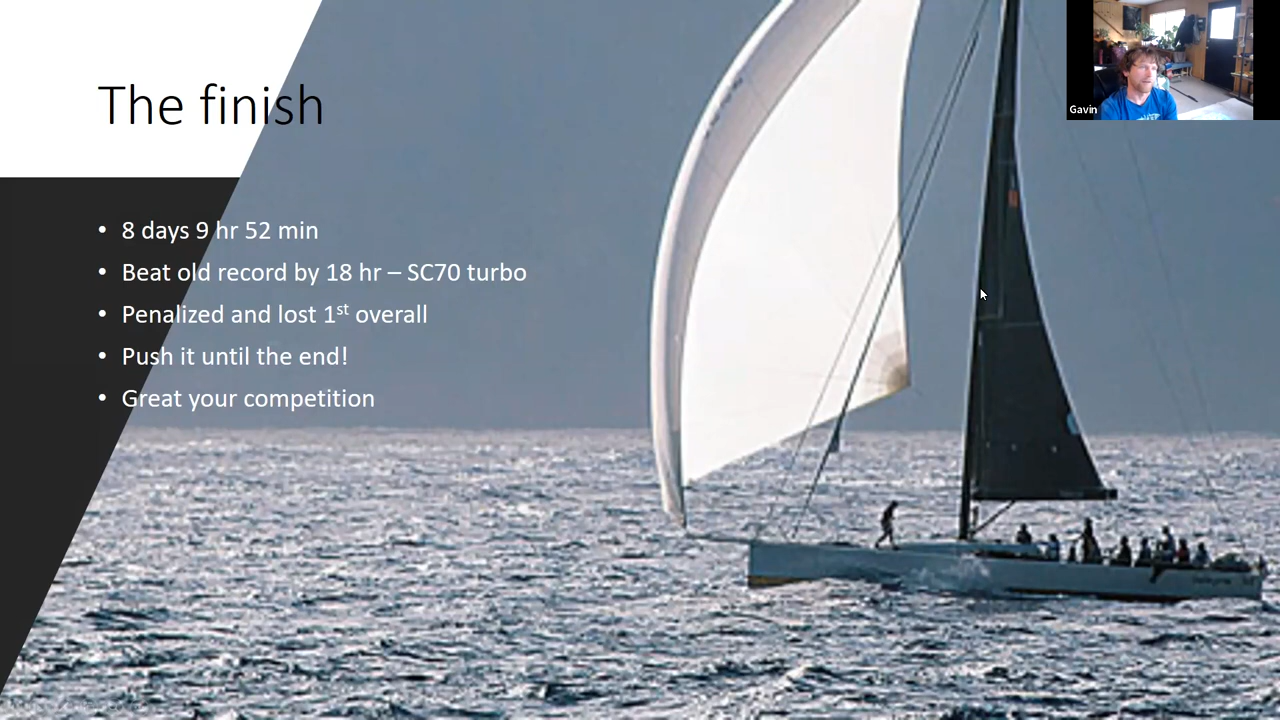 Gavin
The finish
• 8 days 9 hr 52 min
• Beat old record by 18 hr – SC70 turbo
• Penalized and lost 1st overall
• Push it until the end!
• Great your competition